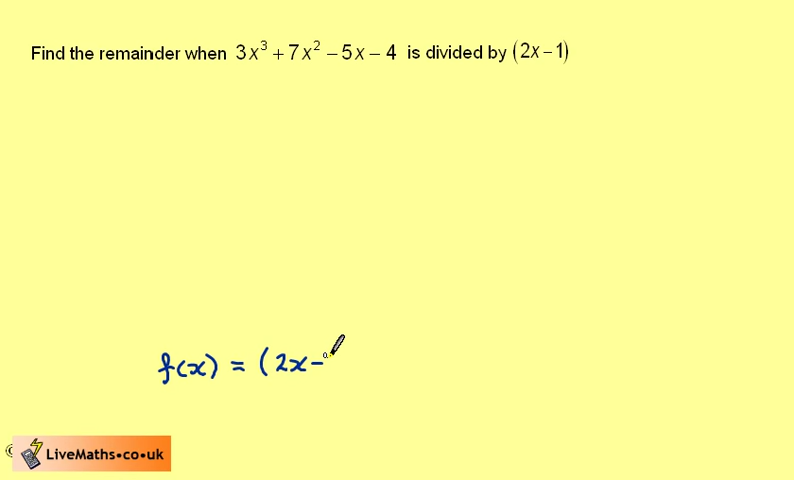 Find the remainder when 3x³ + 7x² − 5x − 4 is divided by (2x − 1)
f(x) = (2x −
©
LiveMaths•co•uk